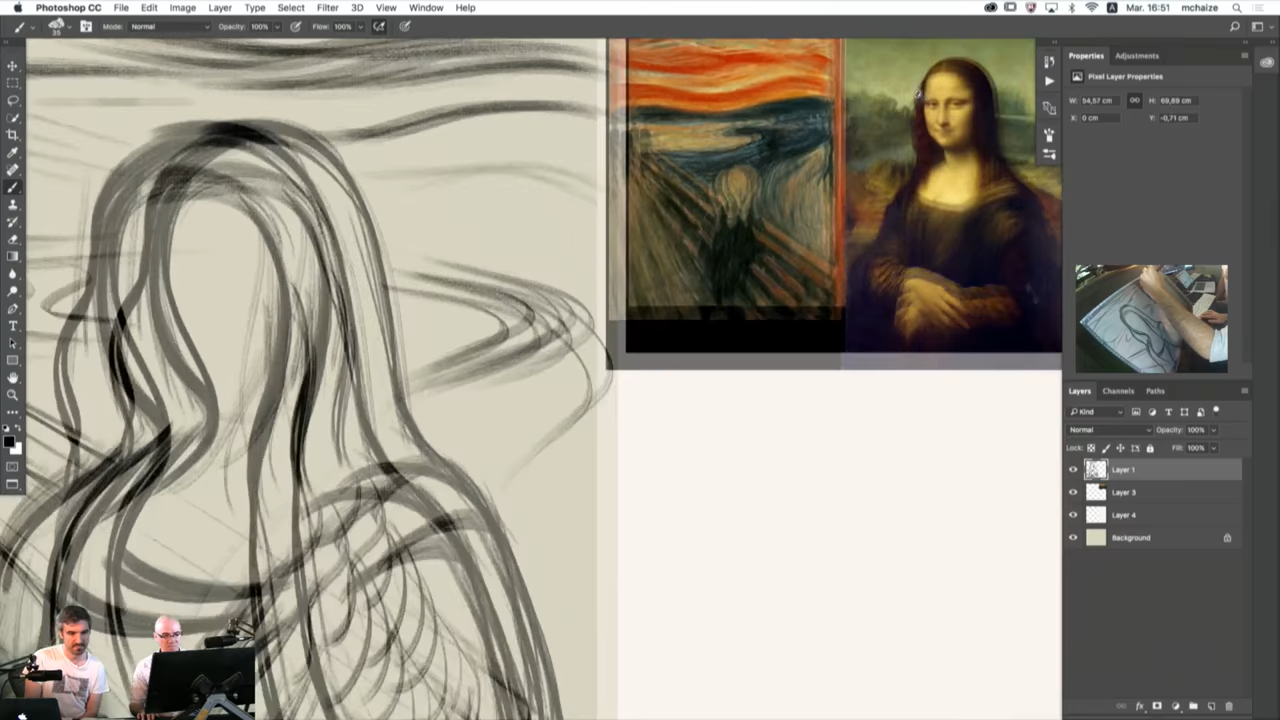 Photoshop CC File Edit Image Layer Type Select Filter 3D View Window Help Mar. 16:51 mchaize
35 Mode: Normal Opacity: 100% Flow: 100%
Properties Adjustments
Pixel Layer Properties
W: 54,57 cm H: 69,89 cm
X: 0 cm Y: -0,71 cm
Layers Channels Paths
Kind
Normal Opacity: 100%
Lock: Fill: 100%
Layer 1
Layer 3
Layer 4
Background